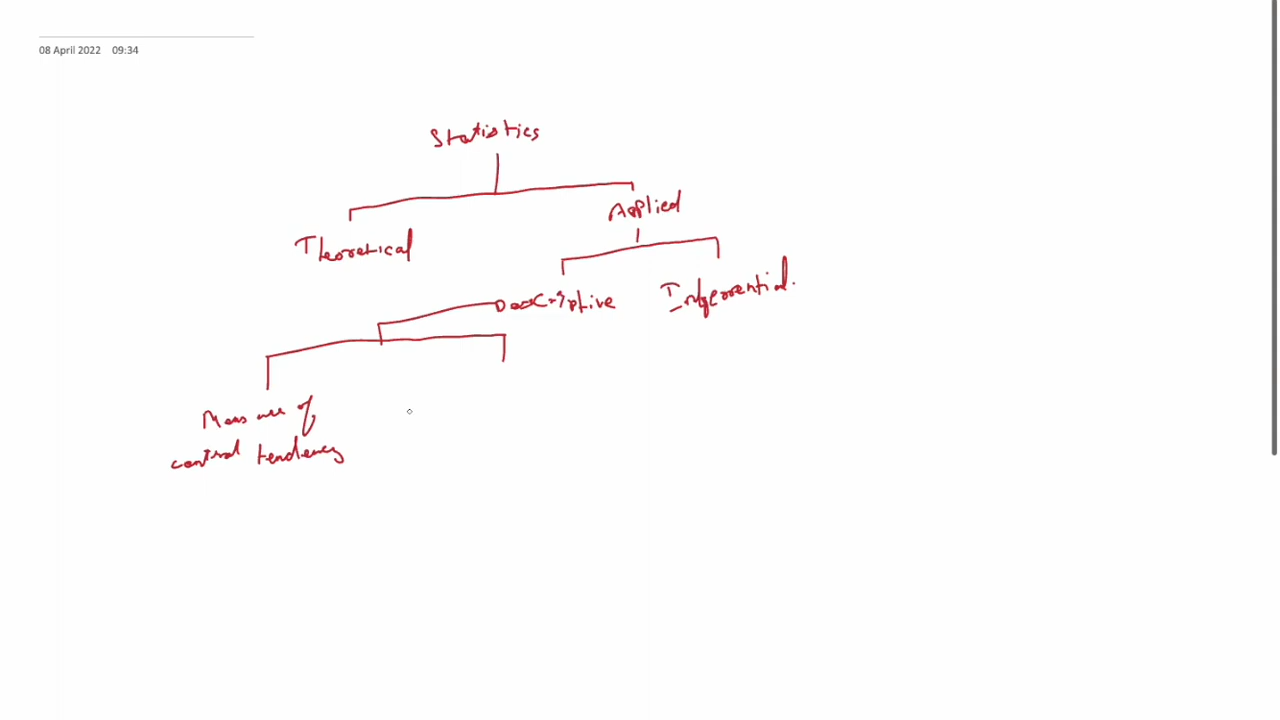 08 April 2022 09:34
Statistics
Applied
Theoretical
Descriptive Inferential.
Measure of
central tendency